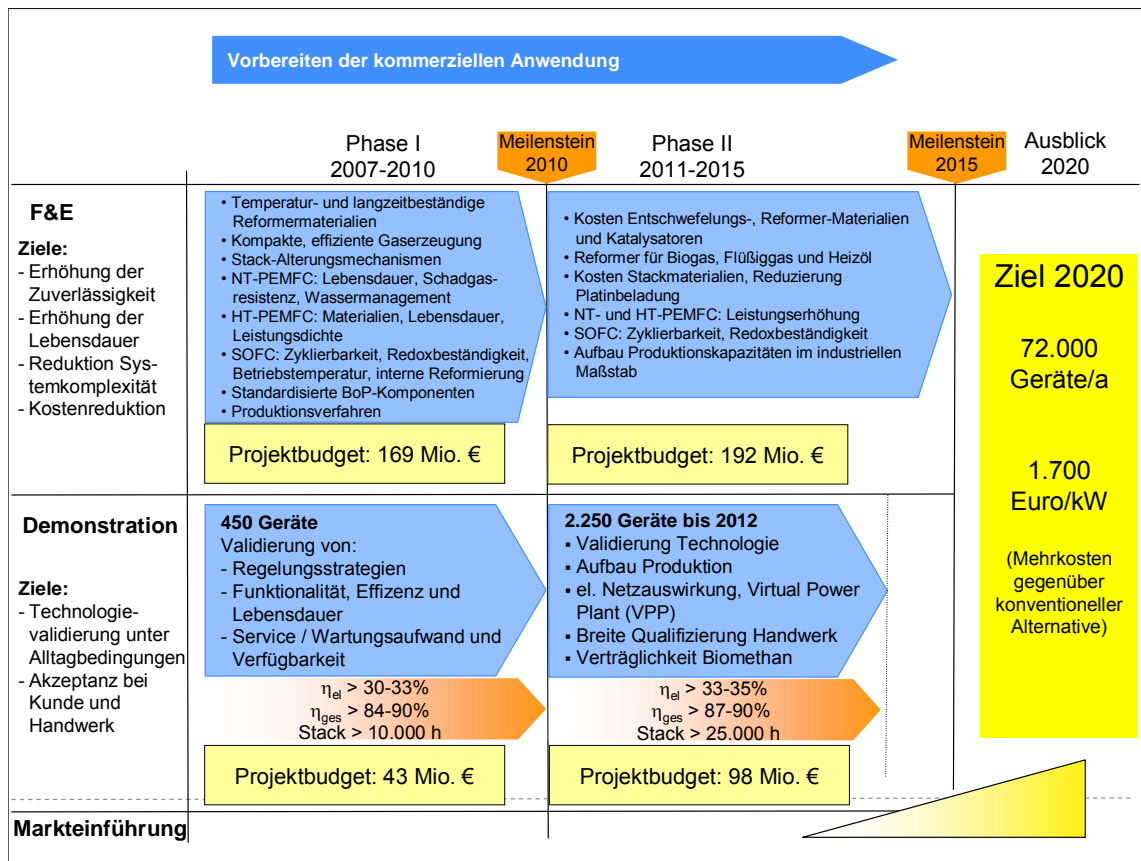 Vorbereiten der kommerziellen Anwendung
Phase I
2007-2010
Meilenstein
2010
Phase II
2011-2015
Meilenstein
2015
Ausblick
2020
F&E
Ziele:
- Erhöhung der
Zuverlässigkeit
- Erhöhung der
Lebensdauer
- Reduktion Sys-
temkomplexität
- Kostenreduktion
• Temperatur- und langzeitbeständige
Reformermaterialien
• Kompakte, effiziente Gaserzeugung
• Stack-Alterungsmechanismen
• NT-PEMFC: Lebensdauer, Schadgas-
resistenz, Wassermanagement
• HT-PEMFC: Materialien, Lebensdauer,
Leistungsdichte
• SOFC: Zyklierbarkeit, Redoxbeständigkeit,
Betriebstemperatur, interne Reformierung
• Standardisierte BoP-Komponenten
• Produktionsverfahren
Projektbudget: 169 Mio. €
• Kosten Entschwefelungs-, Reformer-Materialien
und Katalysatoren
• Reformer für Biogas, Flüßiggas und Heizöl
• Kosten Stackmaterialien, Reduzierung
Platinbeladung
• NT- und HT-PEMFC: Leistungserhöhung
• SOFC: Zyklierbarkeit, Redoxbeständigkeit
• Aufbau Produktionskapazitäten im industriellen
Maßstab
Projektbudget: 192 Mio. €
Ziel 2020
72.000
Geräte/a
1.700
Euro/kW
(Mehrkosten
gegenüber
konventioneller
Alternative)
Demonstration
Ziele:
- Technologie-
validierung unter
Alltagbedingungen
- Akzeptanz bei
Kunde und
Handwerk
450 Geräte
Validierung von:
- Regelungsstrategien
- Funktionalität, Effizenz und
Lebensdauer
- Service / Wartungsaufwand und
Verfügbarkeit
ηel > 30-33%
ηges > 84-90%
Stack > 10.000 h
Projektbudget: 43 Mio. €
2.250 Geräte bis 2012
▪ Validierung Technologie
▪ Aufbau Produktion
▪ el. Netzauswirkung, Virtual Power
Plant (VPP)
▪ Breite Qualifizierung Handwerk
▪ Verträglichkeit Biomethan
ηel > 33-35%
ηges > 87-90%
Stack > 25.000 h
Projektbudget: 98 Mio. €
Markteinführung